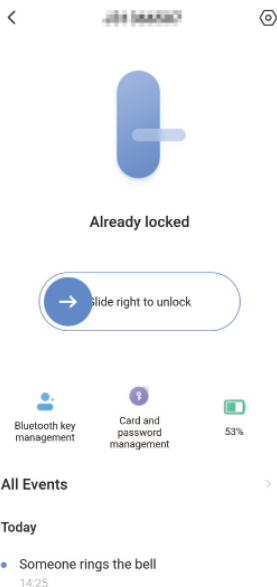 Already locked
Slide right to unlock
Bluetooth key
management
Card and
password
management
53%
All Events
Today
Someone rings the bell
14:25